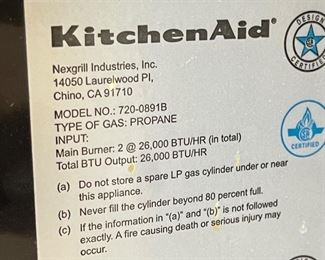 KitchenAid®
DESIGN
CERTIFIED
Nexgrill Industries, Inc.
14050 Laurelwood Pl,
Chino, CA 91710
MODEL NO.: 720-0891B
TYPE OF GAS: PROPANE
INPUT:
Main Burner: 2 @ 26,000 BTU/HR (in total)
Total BTU Output: 26,000 BTU/HR
CERTIFIED
(a) Do not store a spare LP gas cylinder under or near
this appliance.
(b) Never fill the cylinder beyond 80 percent full.
(c) If the information in "(a)" and "(b)" is not followed
exactly. A fire causing death or serious injury may
occur.